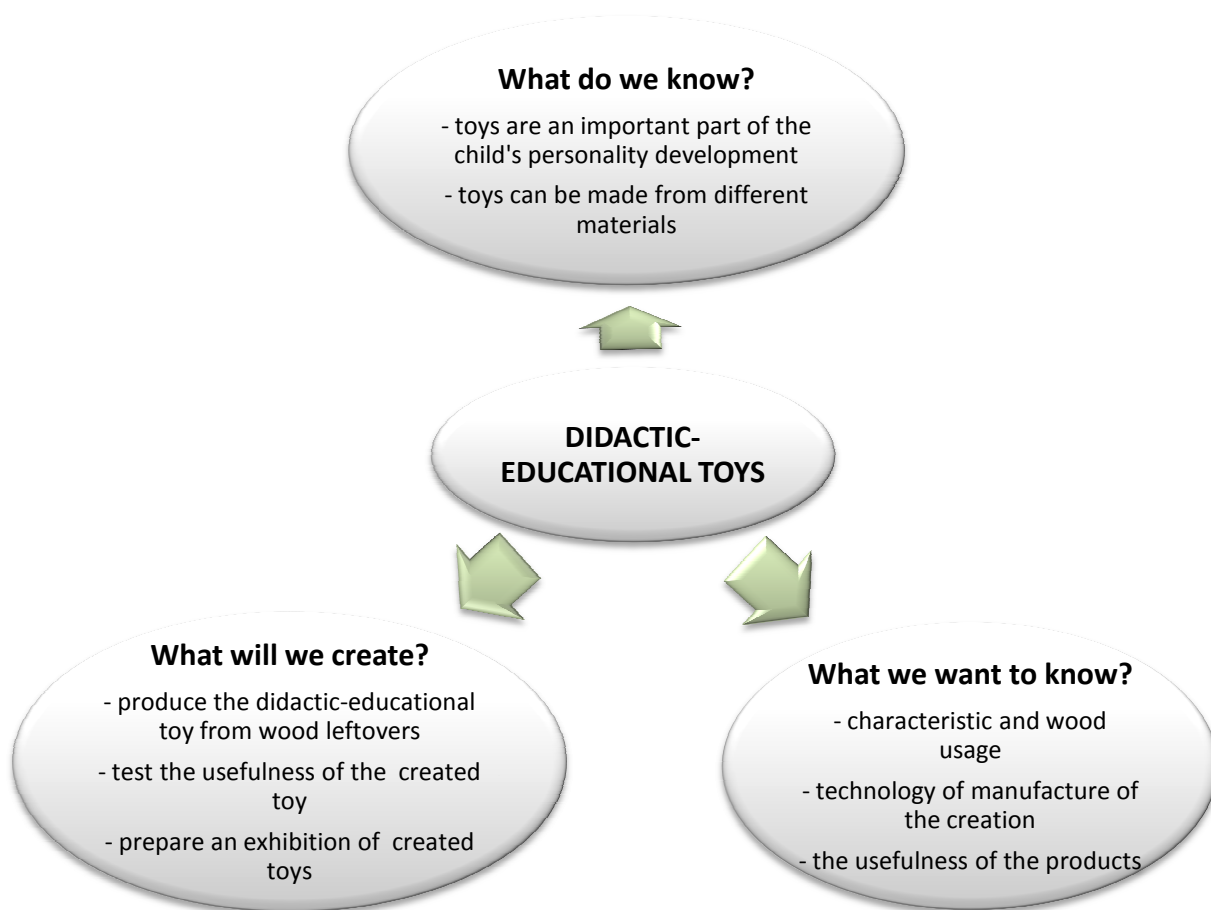 What do we know?
- toys are an important part of the
child's personality development
- toys can be made from different
materials
DIDACTIC-
EDUCATIONAL TOYS
What will we create?
- produce the didactic-educational
toy from wood leftovers
- test the usefulness of the created
toy
- prepare an exhibition of created
toys
What we want to know?
- characteristic and wood
usage
- technology of manufacture of
the creation
- the usefulness of the products